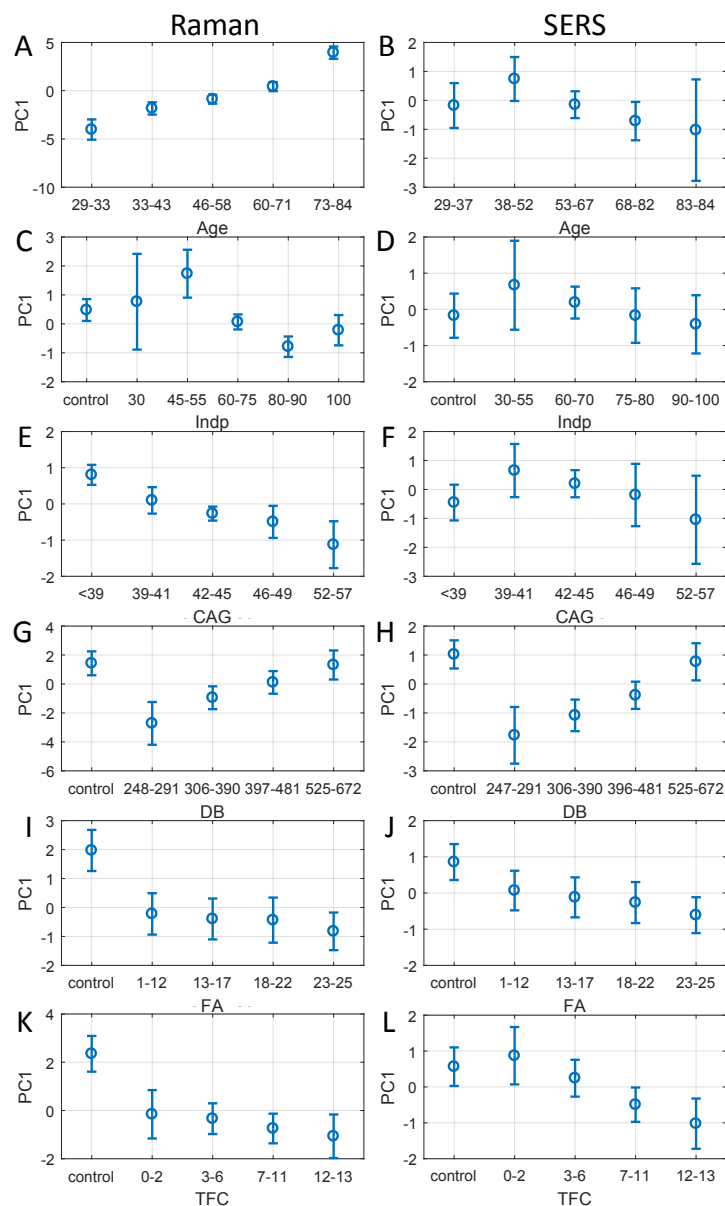 Raman
SERS
A
5
0
-5
-10
PC1
29-33
33-43
46-58
60-71
73-84
Age
B
2
1
0
-1
-2
-3
PC1
29-37
38-52
53-67
68-82
83-84
Age
C
3
2
1
0
-1
-2
PC1
control
30
45-55
60-75
80-90
100
Indp
D
2
1
0
-1
-2
PC1
control
30-55
60-70
75-80
90-100
Indp
E
2
1
0
-1
-2
PC1
<39
39-41
42-45
46-49
52-57
CAG
F
2
1
0
-1
-2
-3
PC1
<39
39-41
42-45
46-49
52-57
CAG
G
4
2
0
-2
-4
-6
PC1
control
248-291
306-390
397-481
525-672
DB
H
2
1
0
-1
-2
-3
PC1
control
247-291
306-390
396-481
525-672
DB
I
3
2
1
0
-1
-2
PC1
control
1-12
13-17
18-22
23-25
FA
J
2
1
0
-1
-2
PC1
control
1-12
13-17
18-22
23-25
FA
K
4
2
0
-2
PC1
control
0-2
3-6
7-11
12-13
TFC
L
2
1
0
-1
-2
PC1
control
0-2
3-6
7-11
12-13
TFC